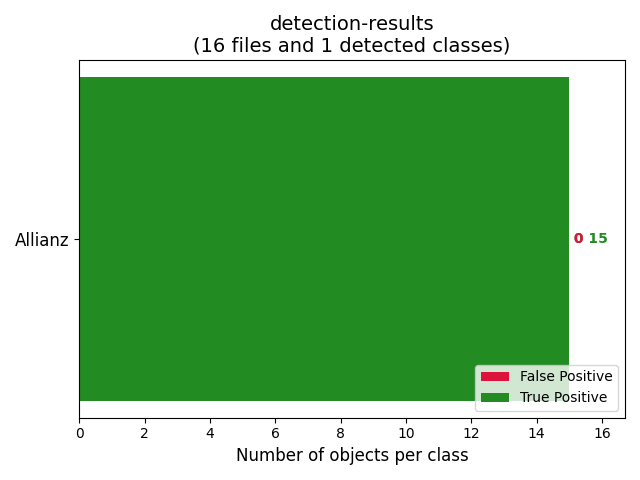 detection-results
(16 files and 1 detected classes)
Allianz
0 15
False Positive
True Positive
0 2 4 6 8 10 12 14 16
Number of objects per class